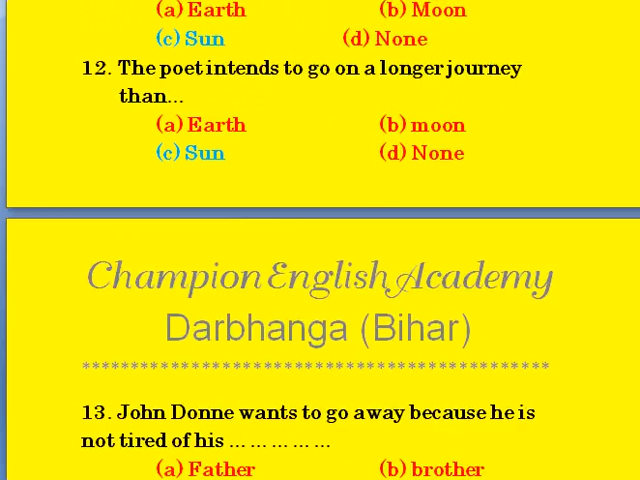 (a) Earth (b) Moon
(c) Sun (d) None
12. The poet intends to go on a longer journey
than...
(a) Earth (b) moon
(c) Sun (d) None
Champion English Academy
Darbhanga (Bihar)
**********************************************
13. John Donne wants to go away because he is
not tired of his ... ... ... ... ...
(a) Father (b) brother